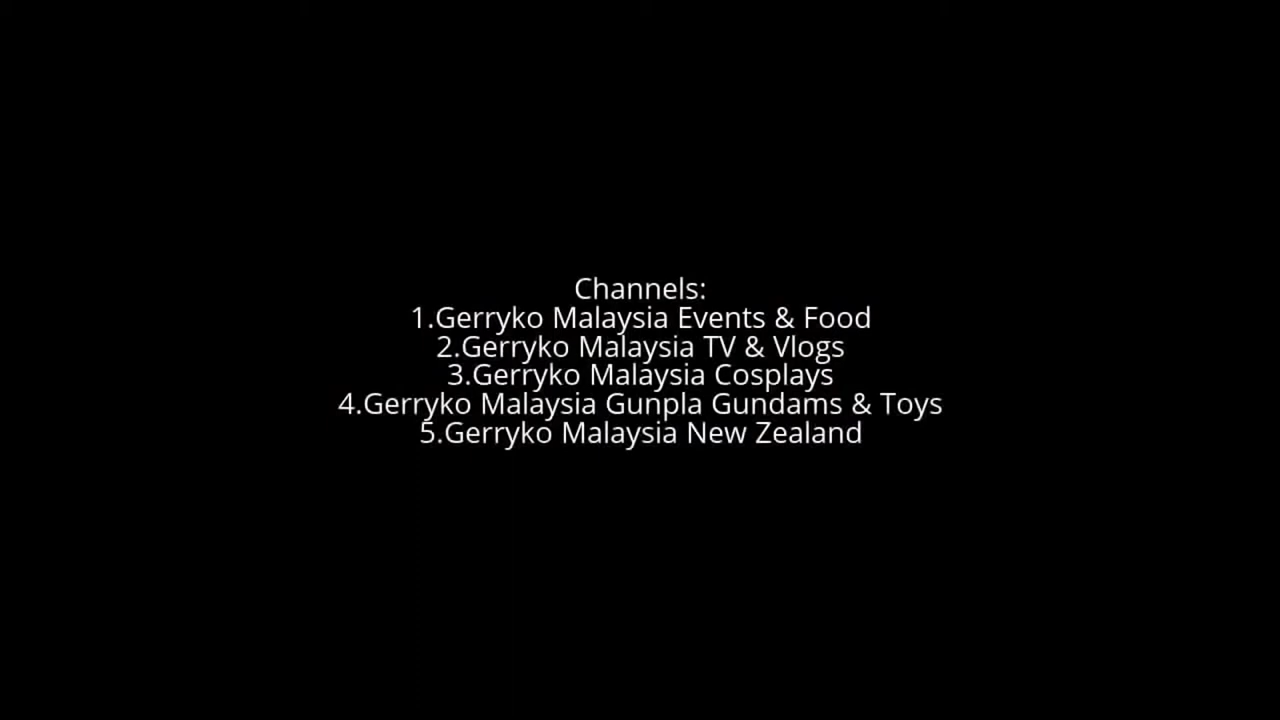 Channels:
1.Gerryko Malaysia Events & Food
2.Gerryko Malaysia TV & Vlogs
3.Gerryko Malaysia Cosplays
4.Gerryko Malaysia Gunpla Gundams & Toys
5.Gerryko Malaysia New Zealand